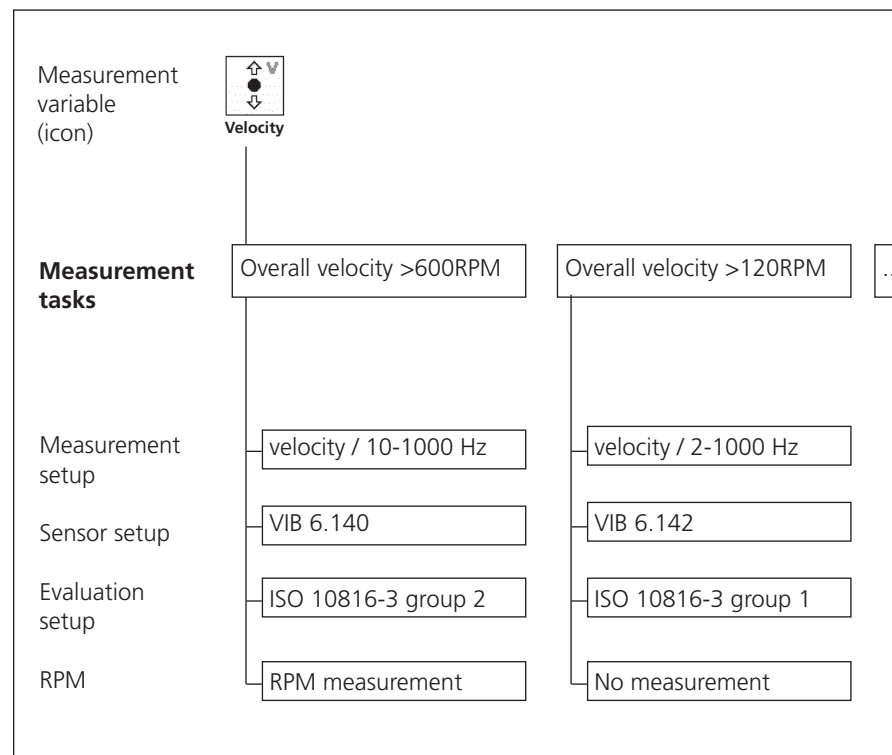 Measurement
variable
(icon)
V
Velocity
Measurement
tasks
Overall velocity >600RPM
Overall velocity >120RPM
..
Measurement
setup
velocity / 10-1000 Hz
velocity / 2-1000 Hz
Sensor setup
VIB 6.140
VIB 6.142
Evaluation
setup
ISO 10816-3 group 2
ISO 10816-3 group 1
RPM
RPM measurement
No measurement